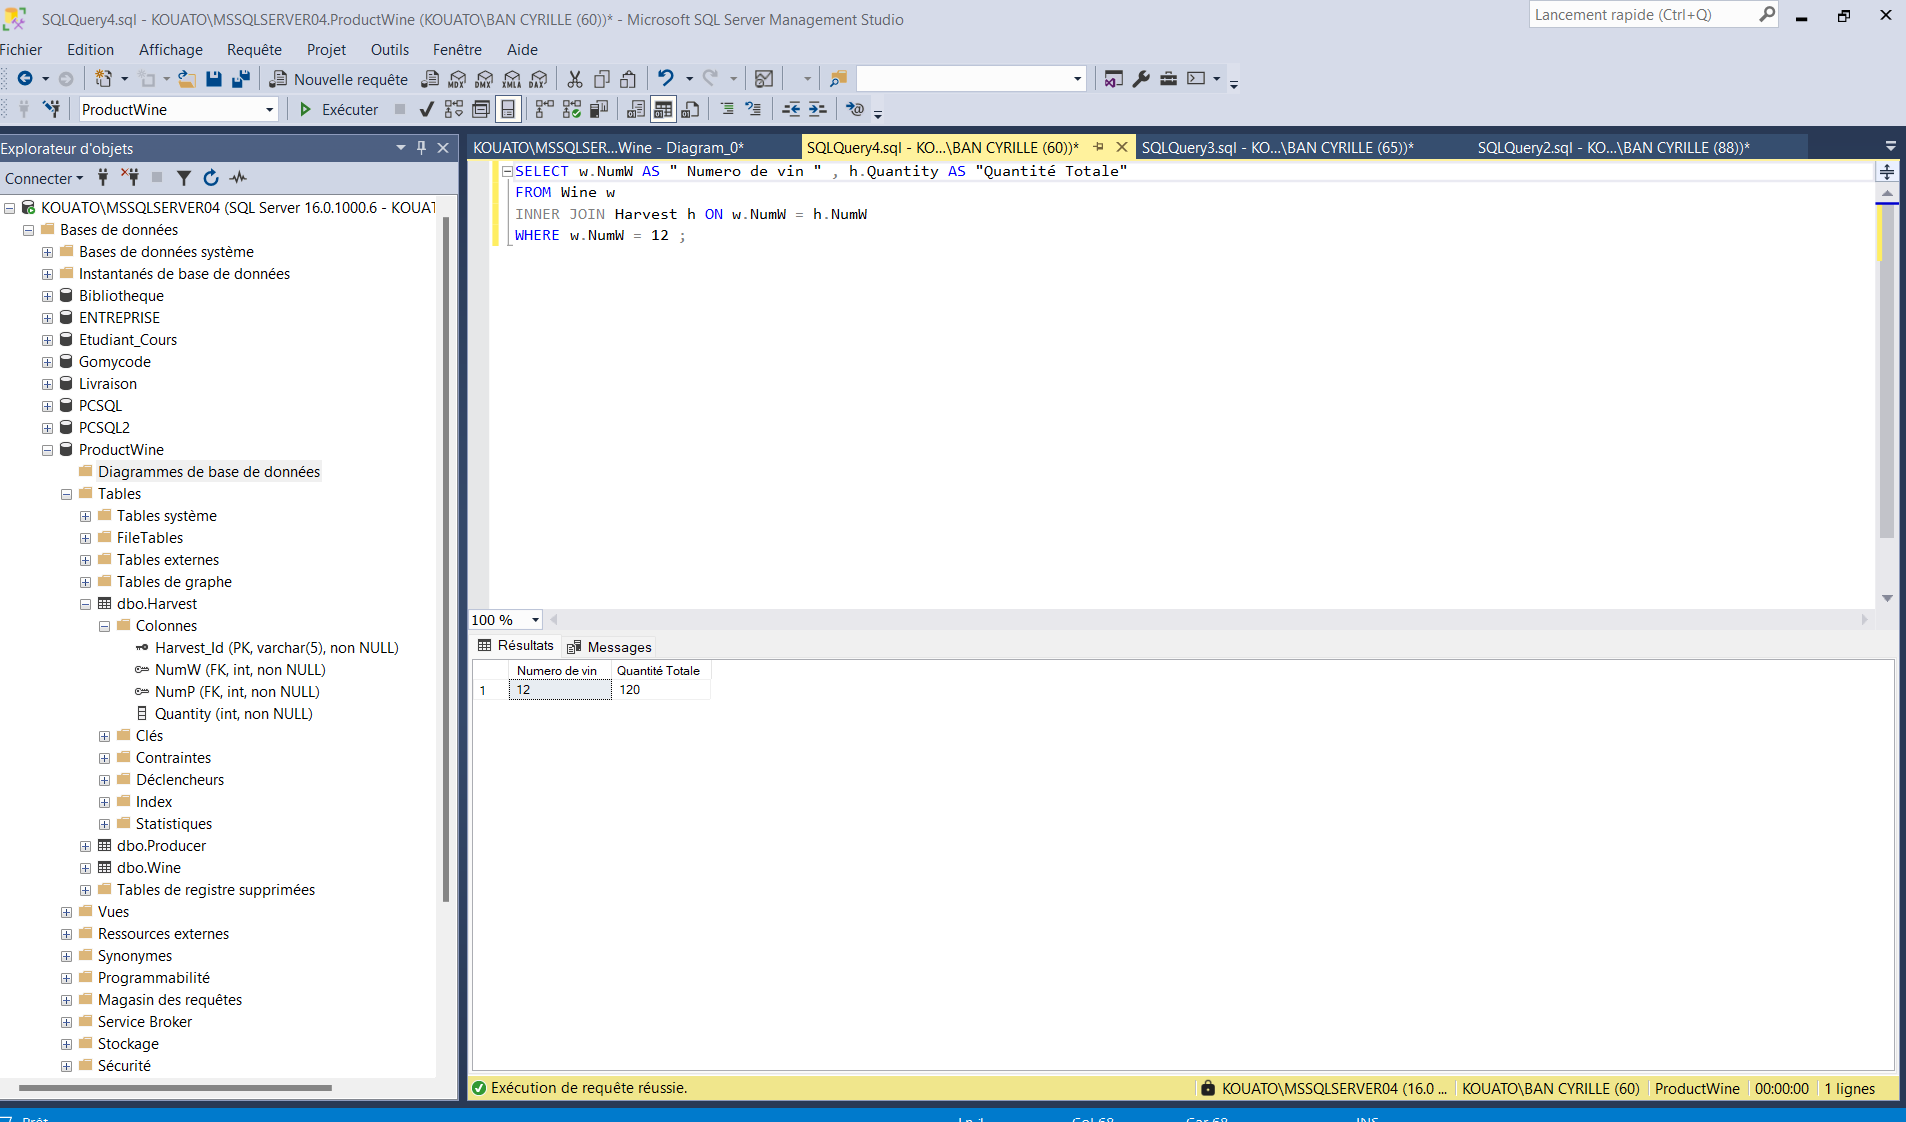 SQLQuery4.sql - KOUATO\MSSQLSERVER04.ProductWine (KOUATO\BAN CYRILLE (60))* - Microsoft SQL Server Management Studio
Lancement rapide (Ctrl+Q)
Fichier Edition Affichage Requête Projet Outils Fenêtre Aide
Nouvelle requête MDX DMX XMLA DAX
ProductWine Exécuter
Explorateur d'objets
Connecter
KOUATO\MSSQLSERVER04 (SQL Server 16.0.1000.6 - KOUAT
Bases de données
Bases de données système
Instantanés de base de données
Bibliotheque
ENTREPRISE
Etudiant_Cours
Gomycode
Livraison
PCSQL
PCSQL2
ProductWine
Diagrammes de base de données
Tables
Tables système
FileTables
Tables externes
Tables de graphe
dbo.Harvest
Colonnes
Harvest_Id (PK, varchar(5), non NULL)
NumW (FK, int, non NULL)
NumP (FK, int, non NULL)
Quantity (int, non NULL)
Clés
Contraintes
Déclencheurs
Index
Statistiques
dbo.Producer
dbo.Wine
Tables de registre supprimées
Vues
Ressources externes
Synonymes
Programmabilité
Magasin des requêtes
Service Broker
Stockage
Sécurité
KOUATO\MSSQLSER...Wine - Diagram_0* SQLQuery4.sql - KO...\BAN CYRILLE (60))* SQLQuery3.sql - KO...\BAN CYRILLE (65))* SQLQuery2.sql - KO...\BAN CYRILLE (88))*
SELECT w.NumW AS " Numero de vin " , h.Quantity AS "Quantité Totale"
FROM Wine w
INNER JOIN Harvest h ON w.NumW = h.NumW
WHERE w.NumW = 12 ;
100 %
Résultats Messages
Numero de vin Quantité Totale
1 12 120
Exécution de requête réussie. KOUATO\MSSQLSERVER04 (16.0 ... KOUATO\BAN CYRILLE (60) ProductWine 00:00:00 1 lignes
Prêt Ln 1 Col 68 Car 68 INS